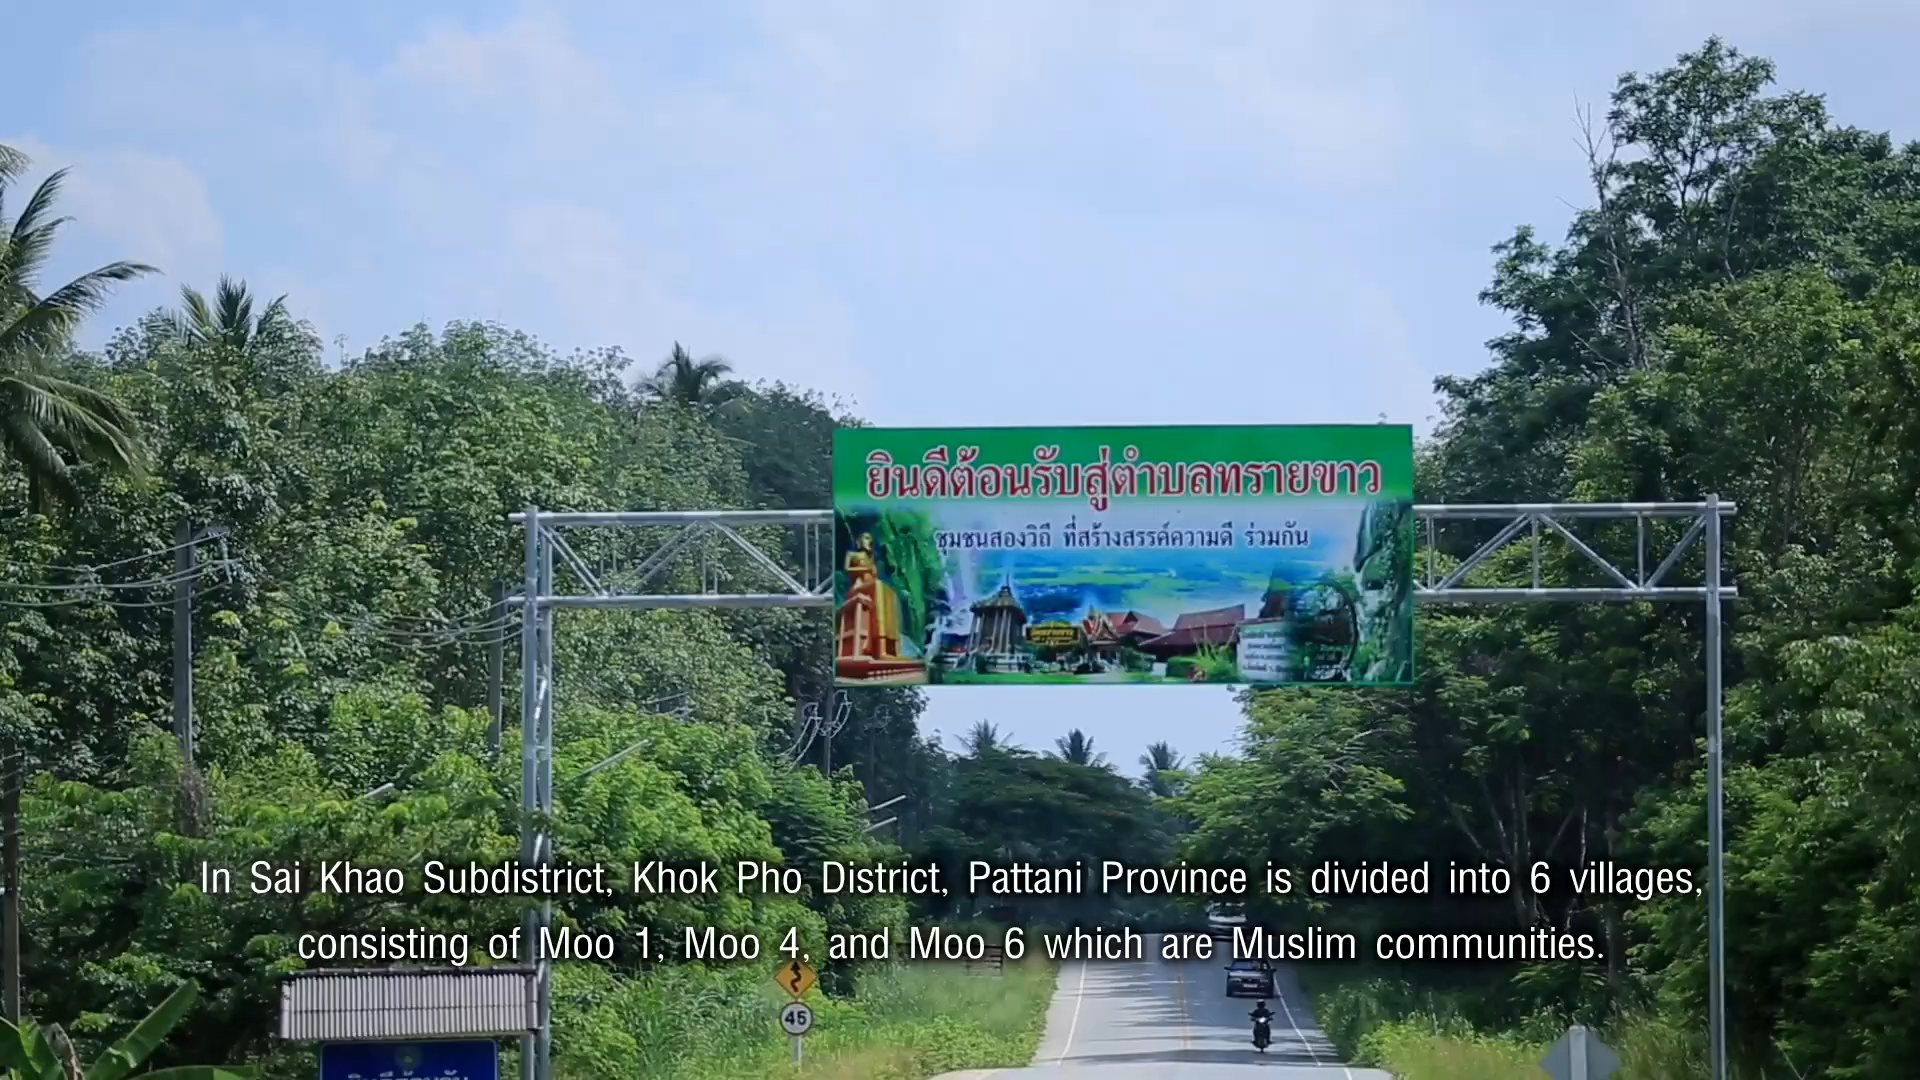 ยินดีต้อนรับสู่ตำบลทรายขาว
ชุมชนสองวิถี ที่สร้างสรรค์ความดี ร่วมกัน
In Sai Khao Subdistrict, Khok Pho District, Pattani Province is divided into 6 villages,
consisting of Moo 1, Moo 4, and Moo 6 which are Muslim communities.
45